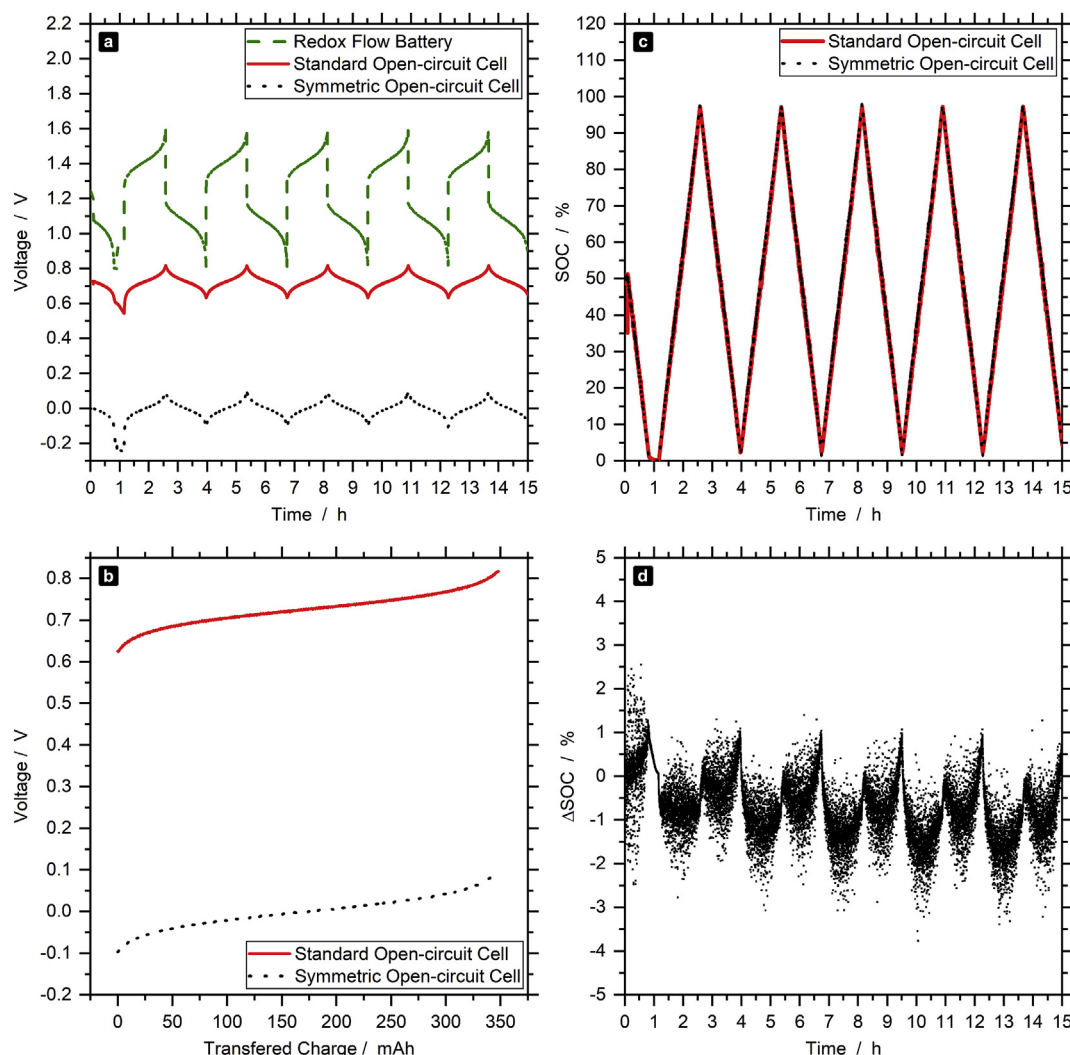 a
Redox Flow Battery
Standard Open-circuit Cell
Symmetric Open-circuit Cell
2.2
2.0
1.8
1.6
1.4
1.2
1.0
0.8
0.6
0.4
0.2
0.0
-0.2
Voltage / V
0 1 2 3 4 5 6 7 8 9 10 11 12 13 14 15
Time / h
c
Standard Open-circuit Cell
Symmetric Open-circuit Cell
120
110
100
90
80
70
60
50
40
30
20
10
0
SOC / %
0 1 2 3 4 5 6 7 8 9 10 11 12 13 14 15
Time / h
b
0.8
0.7
0.6
0.5
0.4
0.3
0.2
0.1
0.0
-0.1
-0.2
Voltage / V
Standard Open-circuit Cell
Symmetric Open-circuit Cell
0 50 100 150 200 250 300 350
Transfered Charge / mAh
d
5
4
3
2
1
0
-1
-2
-3
-4
-5
ΔSOC / %
0 1 2 3 4 5 6 7 8 9 10 11 12 13 14 15
Time / h